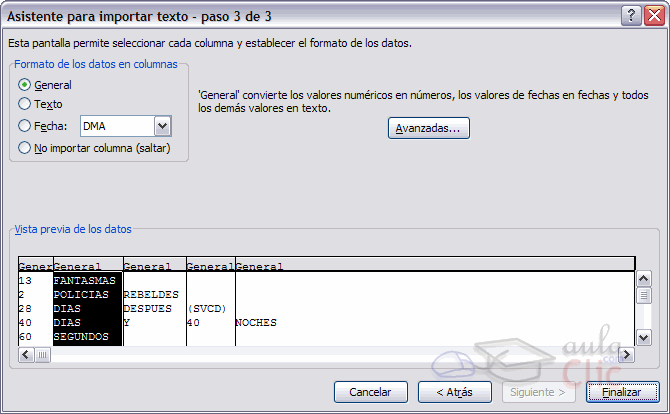 Asistente para importar texto - paso 3 de 3
Esta pantalla permite seleccionar cada columna y establecer el formato de los datos.
Formato de los datos en columnas
General
Texto
Fecha: DMA
No importar columna (saltar)
'General' convierte los valores numéricos en números, los valores de fechas en fechas y todos
los demás valores en texto.
Avanzadas...
Vista previa de los datos
Gener General General General General
13 FANTASMAS
2 POLICIAS REBELDES
28 DIAS DESPUES (SVCD)
40 DIAS Y 40 NOCHES
60 SEGUNDOS
aula
.com
Clic
Cancelar < Atrás Siguiente > Finalizar